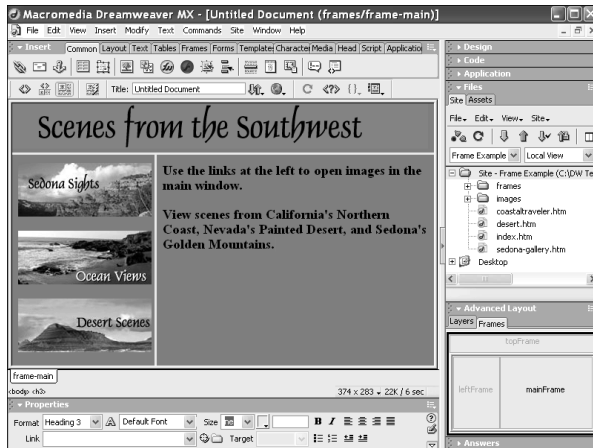 Macromedia Dreamweaver MX - [Untitled Document (frames/frame-main)]
File Edit View Insert Modify Text Commands Site Window Help
Insert Common Layout Text Tables Frames Forms Template Character Media Head Script Applicatio
Title: Untitled Document
Scenes from the Southwest
Sedona Sights
Ocean Views
Desert Scenes
Use the links at the left to open images in the
main window.
View scenes from California's Northern
Coast, Nevada's Painted Desert, and Sedona's
Golden Mountains.
frame-main
<body> <h3>
374 x 283 22K / 6 sec
Properties
Format Heading 3 Default Font Size B I
Link Target
Design
Code
Application
Files
Site Assets
File Edit View Site
Frame Example Local View
Site - Frame Example (C:\DW Te
frames
images
coastaltraveler.htm
desert.htm
index.htm
sedona-gallery.htm
Desktop
Advanced Layout
Layers Frames
topFrame
leftFrame mainFrame
Answers